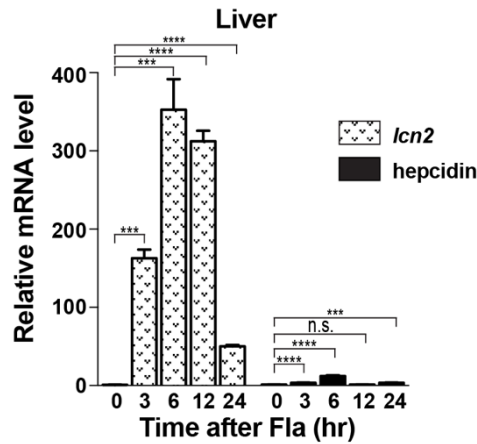 Liver
****
****
***
***
Relative mRNA level
400
300
200
100
0
lcn2
hepcidin
***
n.s.
****
****
0 3 6 12 24 0 3 6 12 24
Time after Fla (hr)